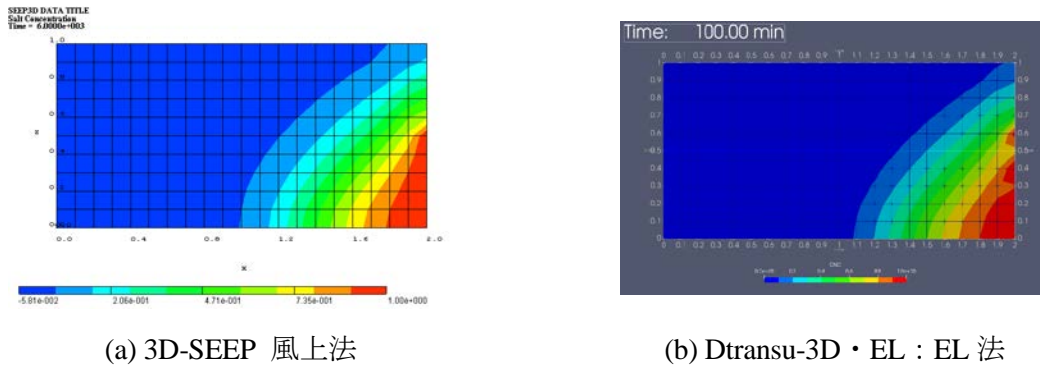 SEEP3D DATA TITLE
Salt Concentration
Time = 6.0000e+003
1.0
0.0 0.4 0.8 1.2 1.6 2.0
x
-5.81e-002 2.06e-001 4.71e-001 7.35e-001 1.00e+000
(a) 3D-SEEP 風上法
Time: 100.00 min
0 0.1 0.2 0.3 0.4 0.5 0.6 0.7 0.8 0.9 1.1 1.2 1.3 1.4 1.5 1.6 1.7 1.8 1.9 2
1
0.9
0.8
0.7
0.6
0.5
0.4
0.3
0.2
0.1
0
0 0.1 0.2 0.3 0.4 0.5 0.6 0.7 0.8 0.9 1.1 1.2 1.3 1.4 1.5 1.6 1.7 1.8 1.9 2
CNC
(b) Dtransu-3D・EL：EL 法